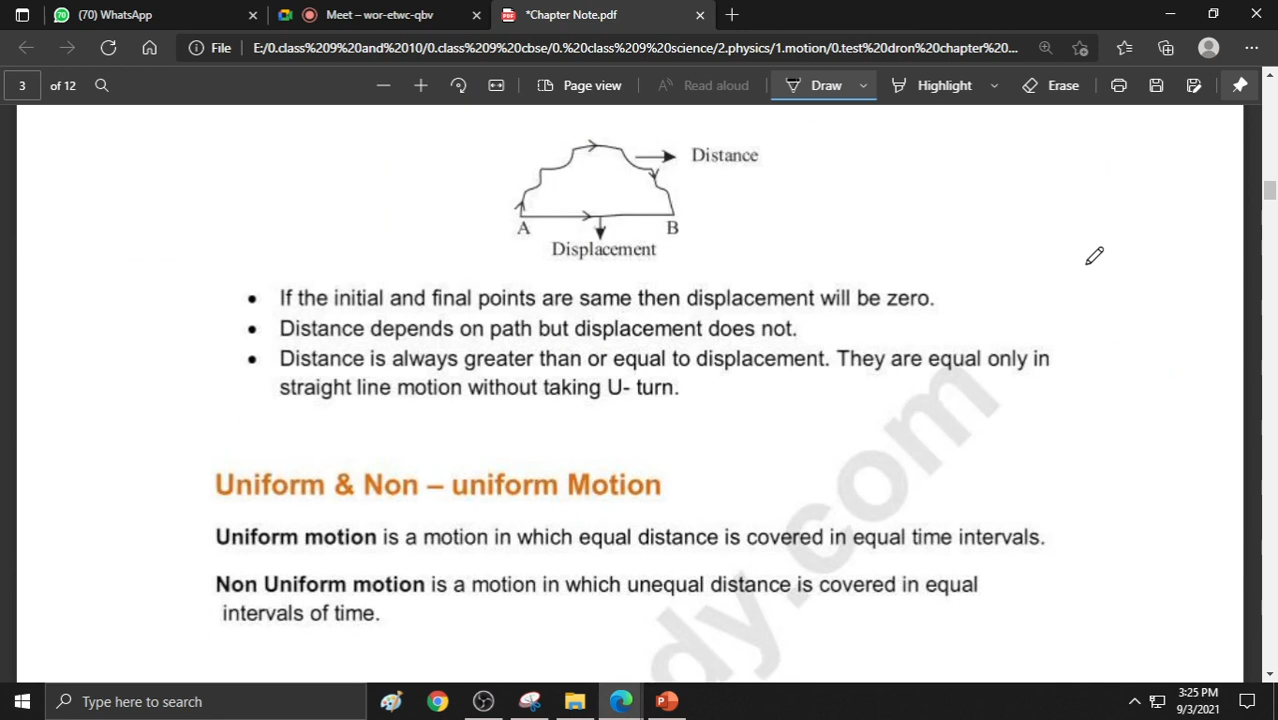 (70) WhatsApp
Meet – wor-etwc-qbv
*Chapter Note.pdf
File
E:/0.class%209%20and%2010/0.class%209%20cbse/0.%20class%209%20science/2.physics/1.motion/0.test%20dron%20chapter%20...
3 of 12
Page view
Read aloud
Draw
Highlight
Erase
Distance
A
B
Displacement
• If the initial and final points are same then displacement will be zero.
• Distance depends on path but displacement does not.
• Distance is always greater than or equal to displacement. They are equal only in
straight line motion without taking U- turn.
Uniform & Non – uniform Motion
Uniform motion is a motion in which equal distance is covered in equal time intervals.
Non Uniform motion is a motion in which unequal distance is covered in equal
intervals of time.
dy.com
Type here to search
3:25 PM
9/3/2021